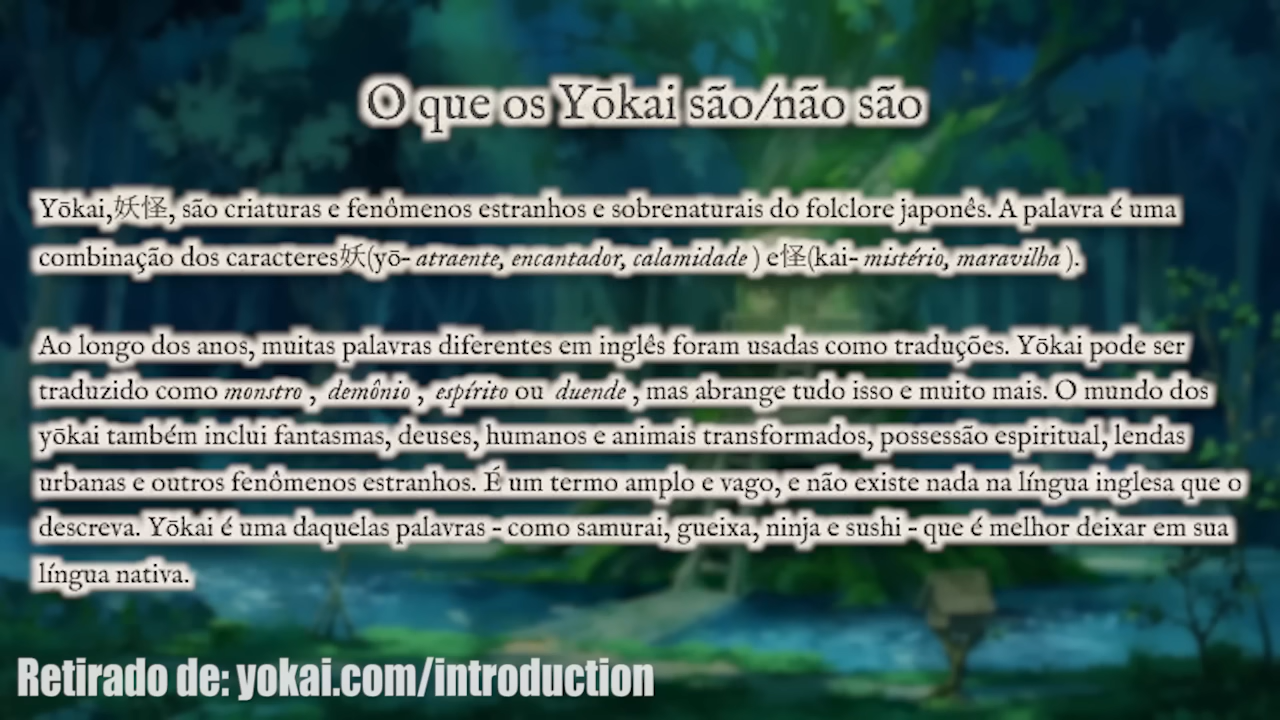 O que os Yōkai são/não são
Yōkai,妖怪, são criaturas e fenômenos estranhos e sobrenaturais do folclore japonês. A palavra é uma
combinação dos caracteres妖(yō- atraente, encantador, calamidade ) e怪(kai- mistério, maravilha ).
Ao longo dos anos, muitas palavras diferentes em inglês foram usadas como traduções. Yōkai pode ser
traduzido como monstro , demônio , espírito ou duende , mas abrange tudo isso e muito mais. O mundo dos
yōkai também inclui fantasmas, deuses, humanos e animais transformados, possessão espiritual, lendas
urbanas e outros fenômenos estranhos. É um termo amplo e vago, e não existe nada na língua inglesa que o
descreva. Yōkai é uma daquelas palavras - como samurai, gueixa, ninja e sushi - que é melhor deixar em sua
língua nativa.
Retirado de: yokai.com/introduction